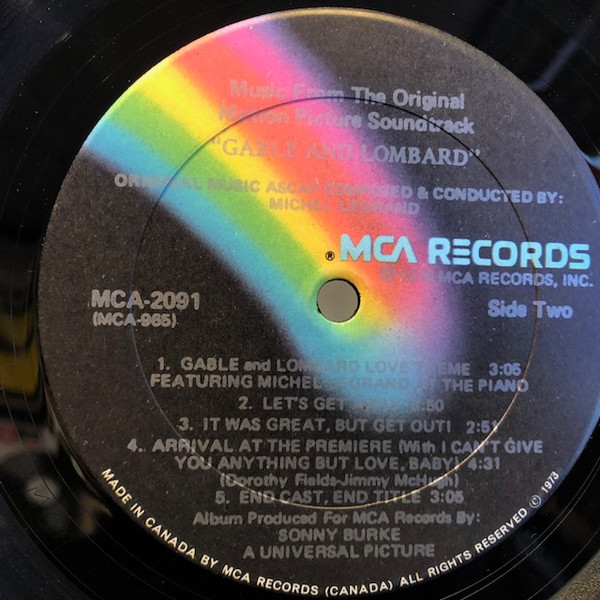 Music From The Original
Motion Picture Soundtrack
"GABLE AND LOMBARD"
ORIGINAL MUSIC ASCAP COMPOSED & CONDUCTED BY:
MICHEL LEGRAND
® MCA RECORDS
MCA RECORDS, INC.
MCA-2091
(MCA-965)
Side Two
1. GABLE and LOMBARD LOVE THEME 3:05
FEATURING MICHEL LEGRAND AT THE PIANO
2. LET'S GET :50
3. IT WAS GREAT, BUT GET OUT! 2:51
4. ARRIVAL AT THE PREMIERE (With I CAN'T GIVE
YOU ANYTHING BUT LOVE, BABY) 4:31
(Dorothy Fields-Jimmy McHugh)
5. END CAST, END TITLE 3:05
Album Produced For MCA Records By:
SONNY BURKE
A UNIVERSAL PICTURE
MADE IN CANADA BY MCA RECORDS (CANADA) ALL RIGHTS RESERVED © 1973